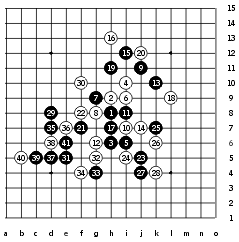 15
14
16 13
15 20 12
19 9 11
30 4 13 10
7 2 6 18 9
29 22 8 1 11 8
35 36 21 17 10 14 25 7
38 41 12 3 5 26 6
40 39 37 31 32 24 23 5
34 33 27 28 4
3
2
1
a b c d e f g h i j k l m n o